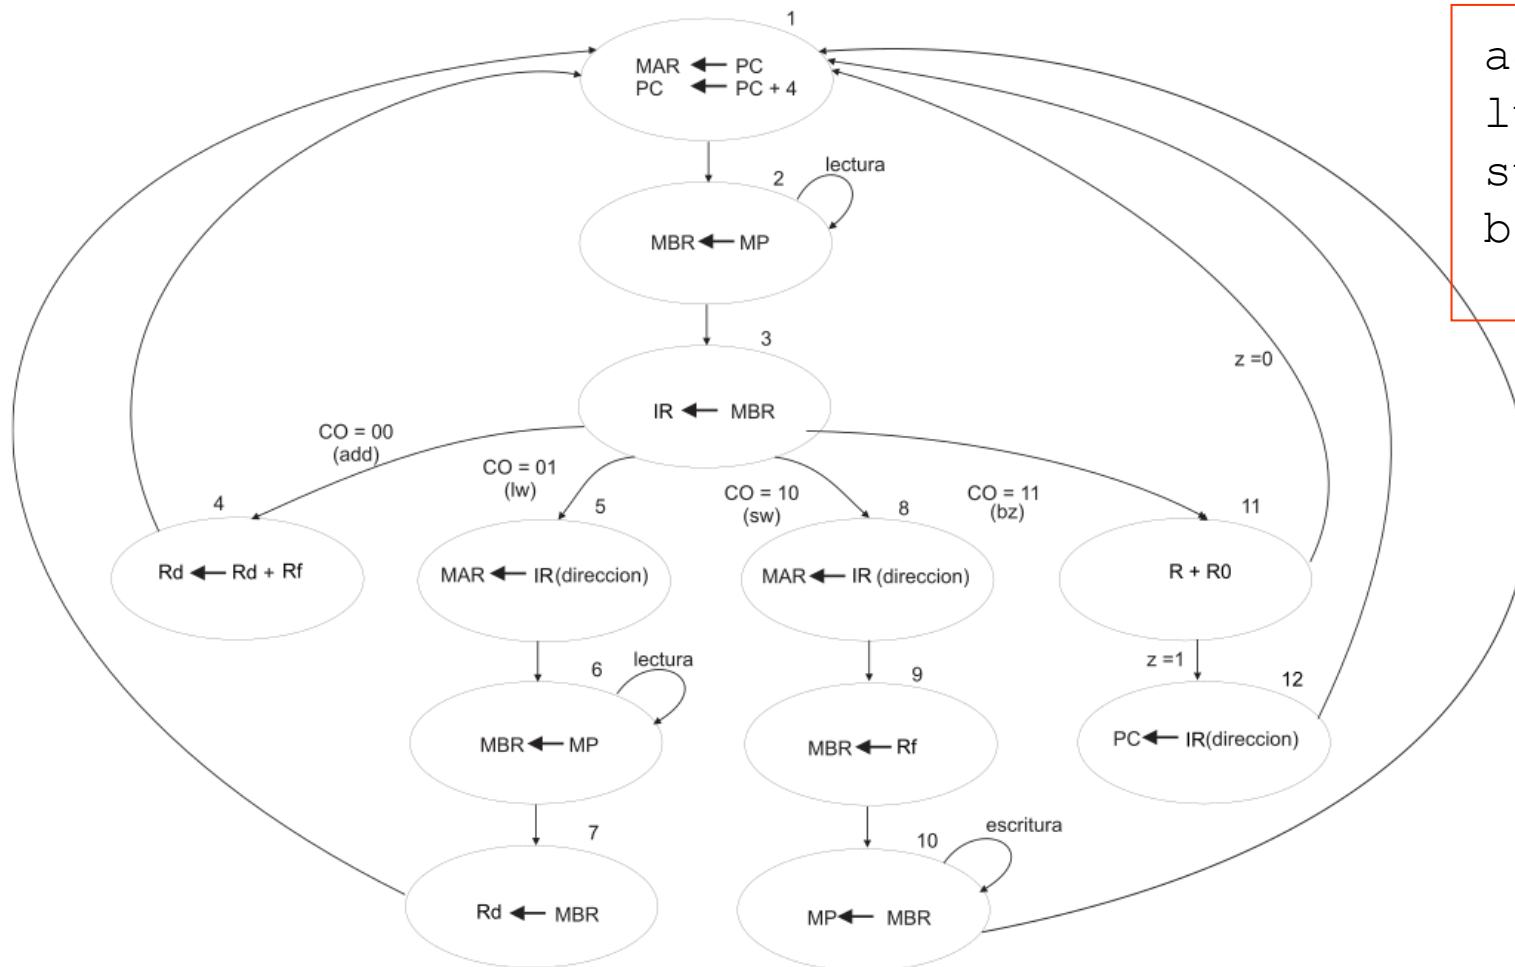 1
MAR ← PC
PC ← PC + 4
lectura
2
MBR ← MP
3
IR ← MBR
z =0
CO = 00
(add)
CO = 01
(lw)
CO = 10
(sw)
CO = 11
(bz)
4
Rd ← Rd + Rf
5
MAR ← IR(direccion)
8
MAR ← IR (direccion)
11
R + R0
z =1
6
lectura
MBR ← MP
9
MBR ← Rf
12
PC ← IR(direccion)
7
Rd ← MBR
10
escritura
MP ← MBR